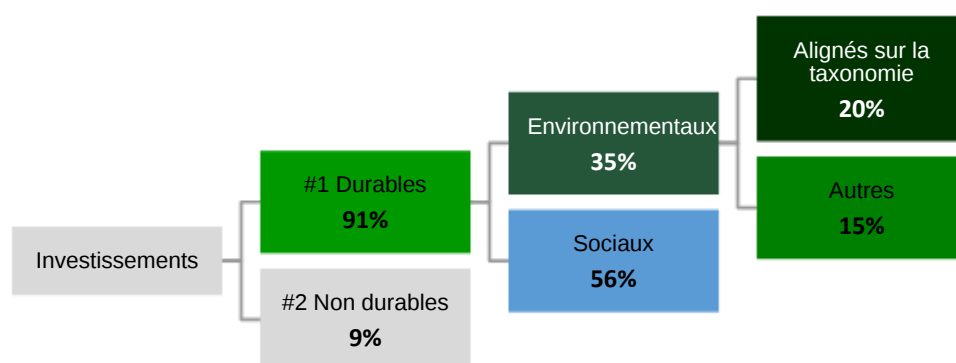 Investissements
#1 Durables
91%
#2 Non durables
9%
Environnementaux
35%
Sociaux
56%
Alignés sur la
taxonomie
20%
Autres
15%